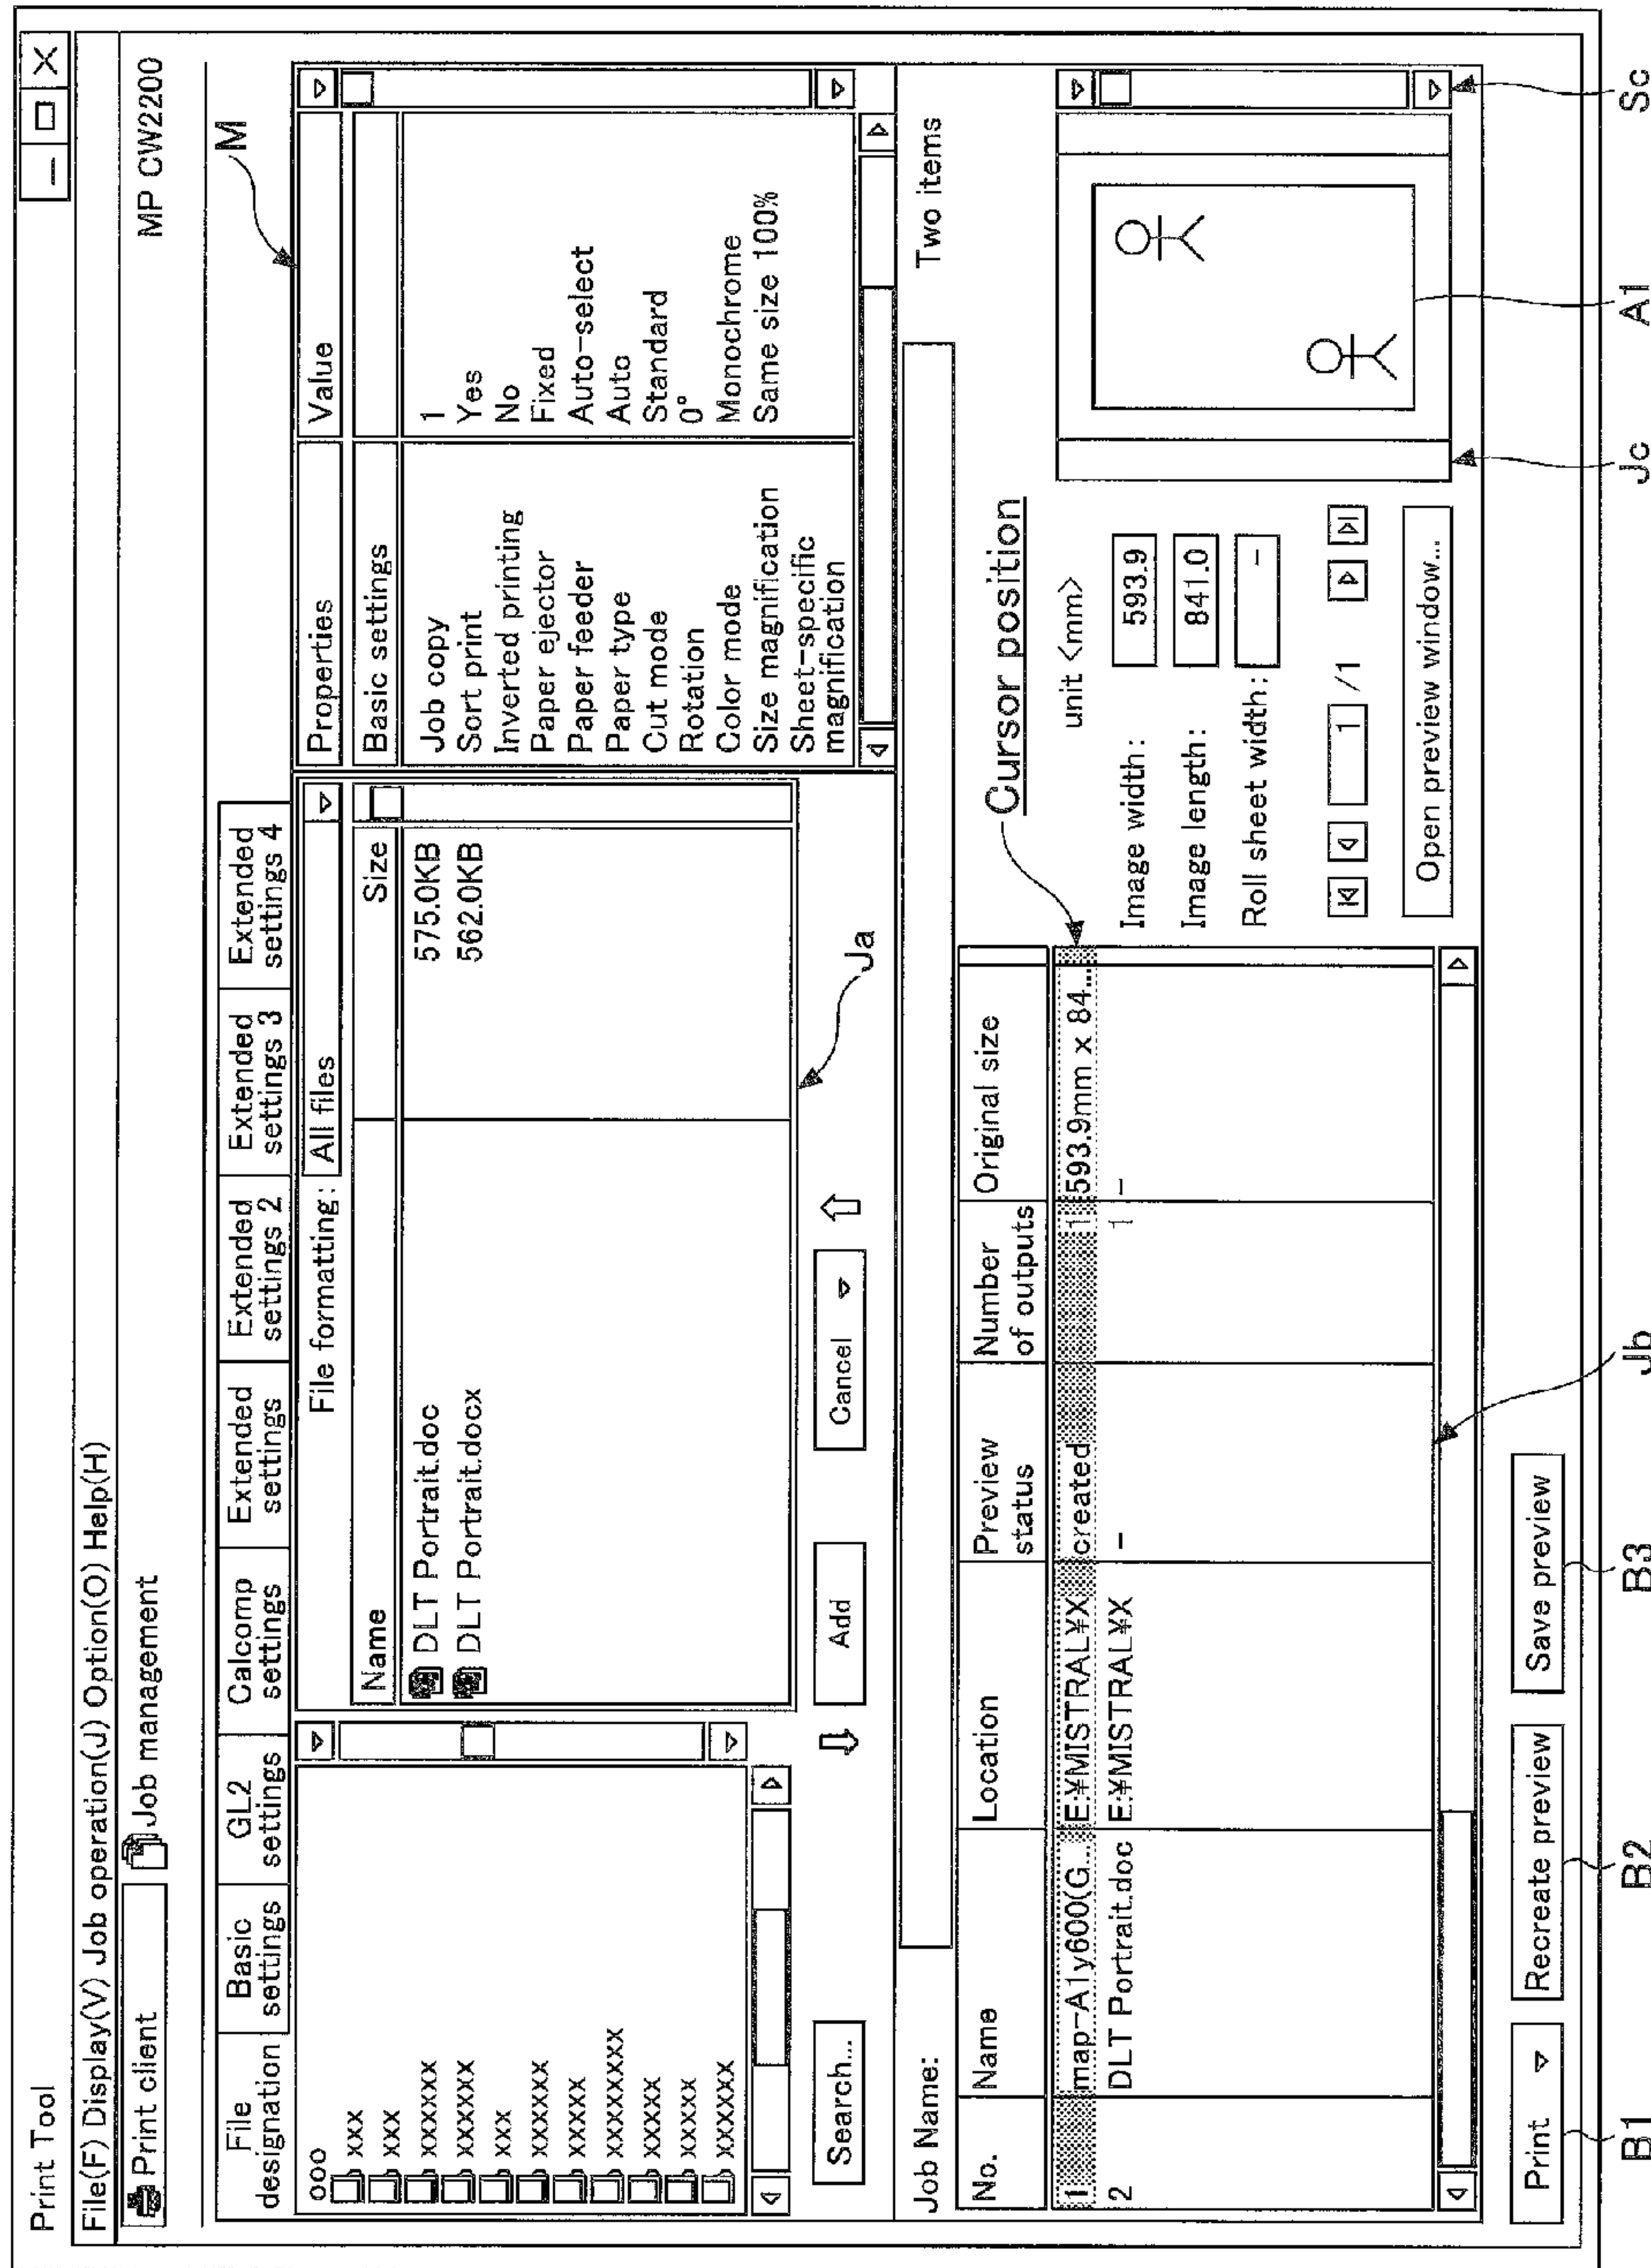 Print Tool
File(F) Display(V) Job operation(J) Option(O) Help(H)
Print client
Job management
MP CW2200
M
File designation
Basic settings
GL2 settings
Calcomp settings
Extended settings
Extended settings 2
Extended settings 3
Extended settings 4
ooo
xxx
xxx
xxxxxx
xxxxxx
xxx
xxxxxx
xxxxx
xxxxxxxx
xxxxx
xxxxx
xxxxxx
Search...
File formatting: All files
Name Size
DLT Portrait.doc 575.0KB
DLT Portrait.docx 562.0KB
Add
Cancel
Ja
Properties Value
Basic settings
Job copy 1
Sort print Yes
Inverted printing No
Paper ejector Fixed
Paper feeder Auto-select
Paper type Auto
Cut mode Standard
Rotation 0°
Color mode Monochrome
Size magnification Same size 100%
Sheet-specific
magnification
Job Name:
Two items
No. Name Location Preview status Number of outputs Original size
1 map-A1y600(G... E:¥MISTRAL¥X created 1 593.9mm x 84...
2 DLT Portrait.doc E:¥MISTRAL¥X - 1 -
Cursor position
unit <mm>
Image width: 593.9
Image length: 841.0
Roll sheet width: -
1 /1
Open preview window...
Print
Recreate preview
Save preview
B1
B2
B3
Jb
Jc
A1
Sc